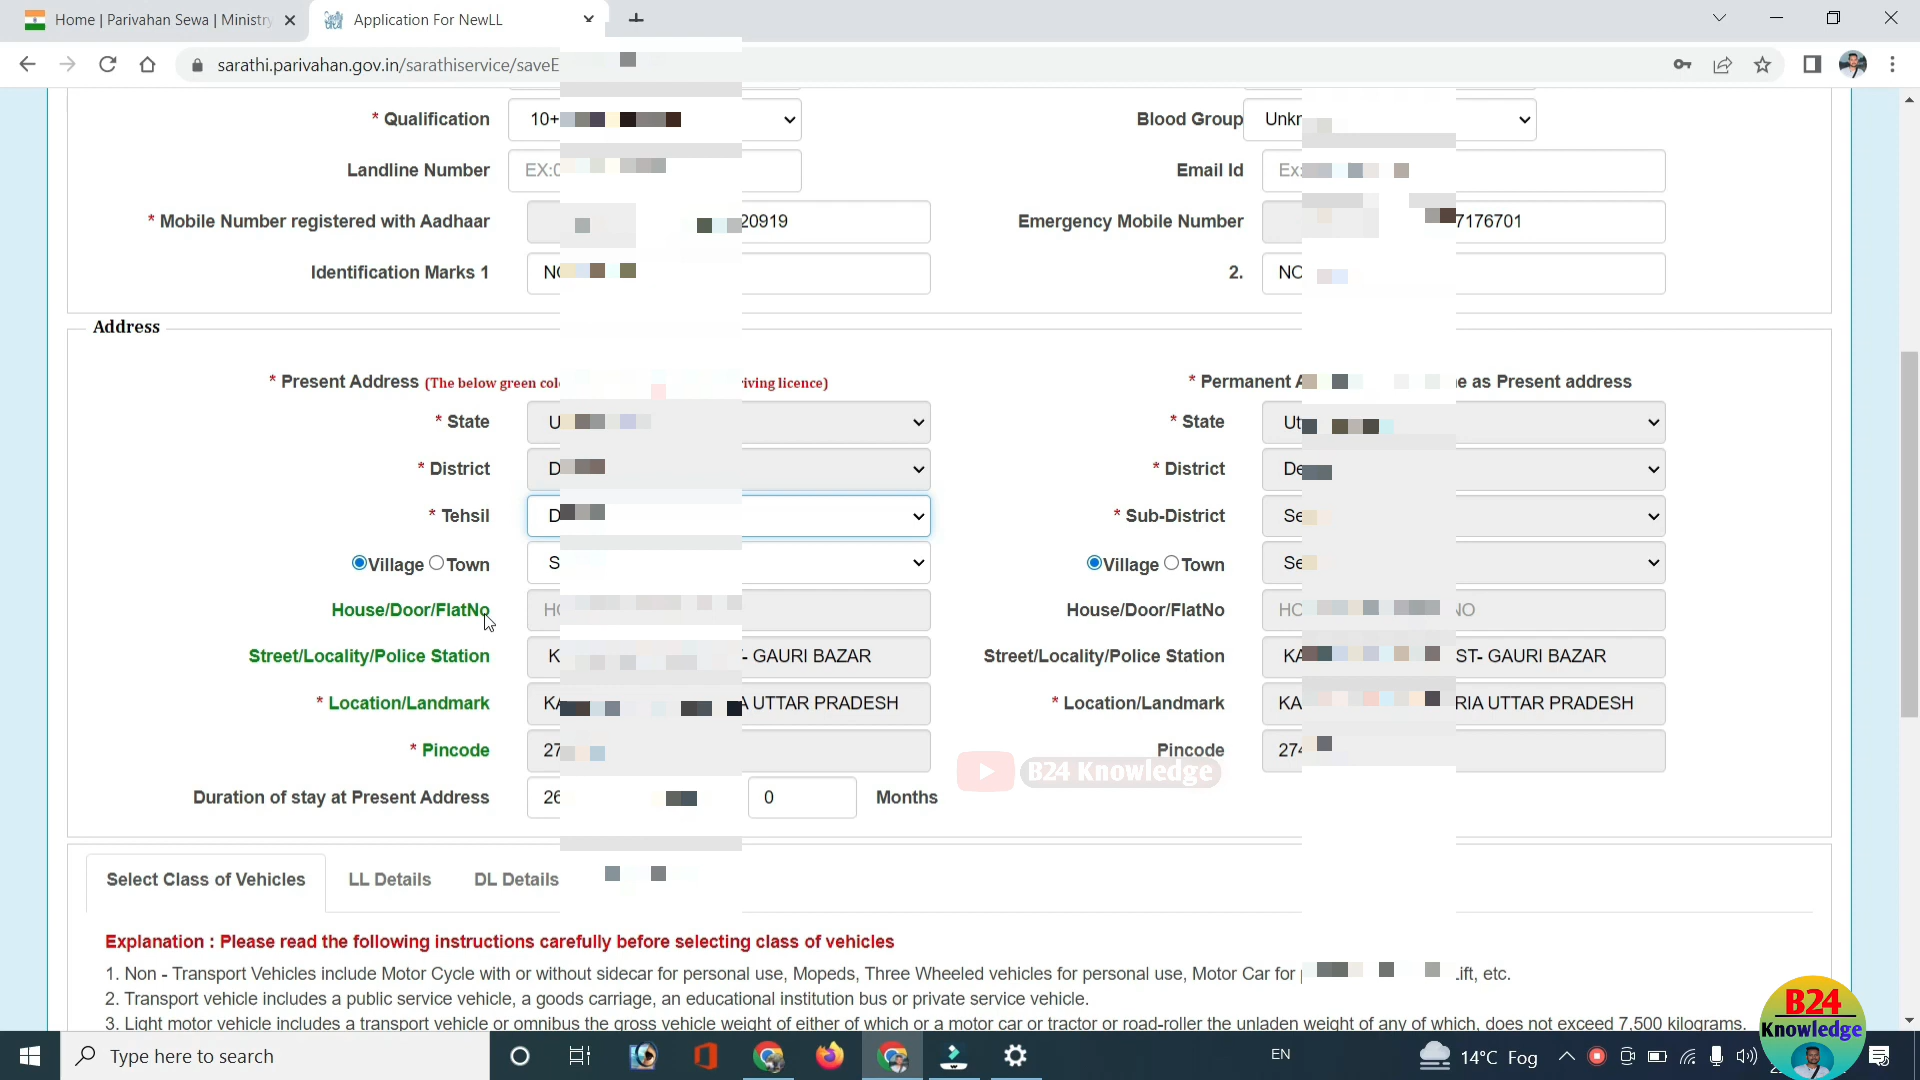 Home | Parivahan Sewa | Ministry
Application For NewLL
sarathi.parivahan.gov.in/sarathiservice/saveE
* Qualification 10+ Blood Group Unkr
Landline Number EX:0 Email Id Ex:
* Mobile Number registered with Aadhaar 20919 Emergency Mobile Number 7176701
Identification Marks 1 NO 2. NO
Address
* Present Address (The below green col riving licence) * Permanent A e as Present address
* State U * State Ut
* District D * District De
* Tehsil D * Sub-District Se
Village Town S Village Town Se
House/Door/FlatNo HO House/Door/FlatNo HO NO
Street/Locality/Police Station K - GAURI BAZAR Street/Locality/Police Station KA ST- GAURI BAZAR
* Location/Landmark KA A UTTAR PRADESH * Location/Landmark KA RIA UTTAR PRADESH
* Pincode 27 Pincode 274
B24 Knowledge
Duration of stay at Present Address 26 0 Months
Select Class of Vehicles LL Details DL Details
Explanation : Please read the following instructions carefully before selecting class of vehicles
1. Non - Transport Vehicles include Motor Cycle with or without sidecar for personal use, Mopeds, Three Wheeled vehicles for personal use, Motor Car for Lift, etc.
2. Transport vehicle includes a public service vehicle, a goods carriage, an educational institution bus or private service vehicle.
3. Light motor vehicle includes a transport vehicle or omnibus the gross vehicle weight of either of which or a motor car or tractor or road-roller the unladen weight of any of which, does not exceed 7,500 kilograms.
B24
Knowledge
Type here to search EN 14°C Fog